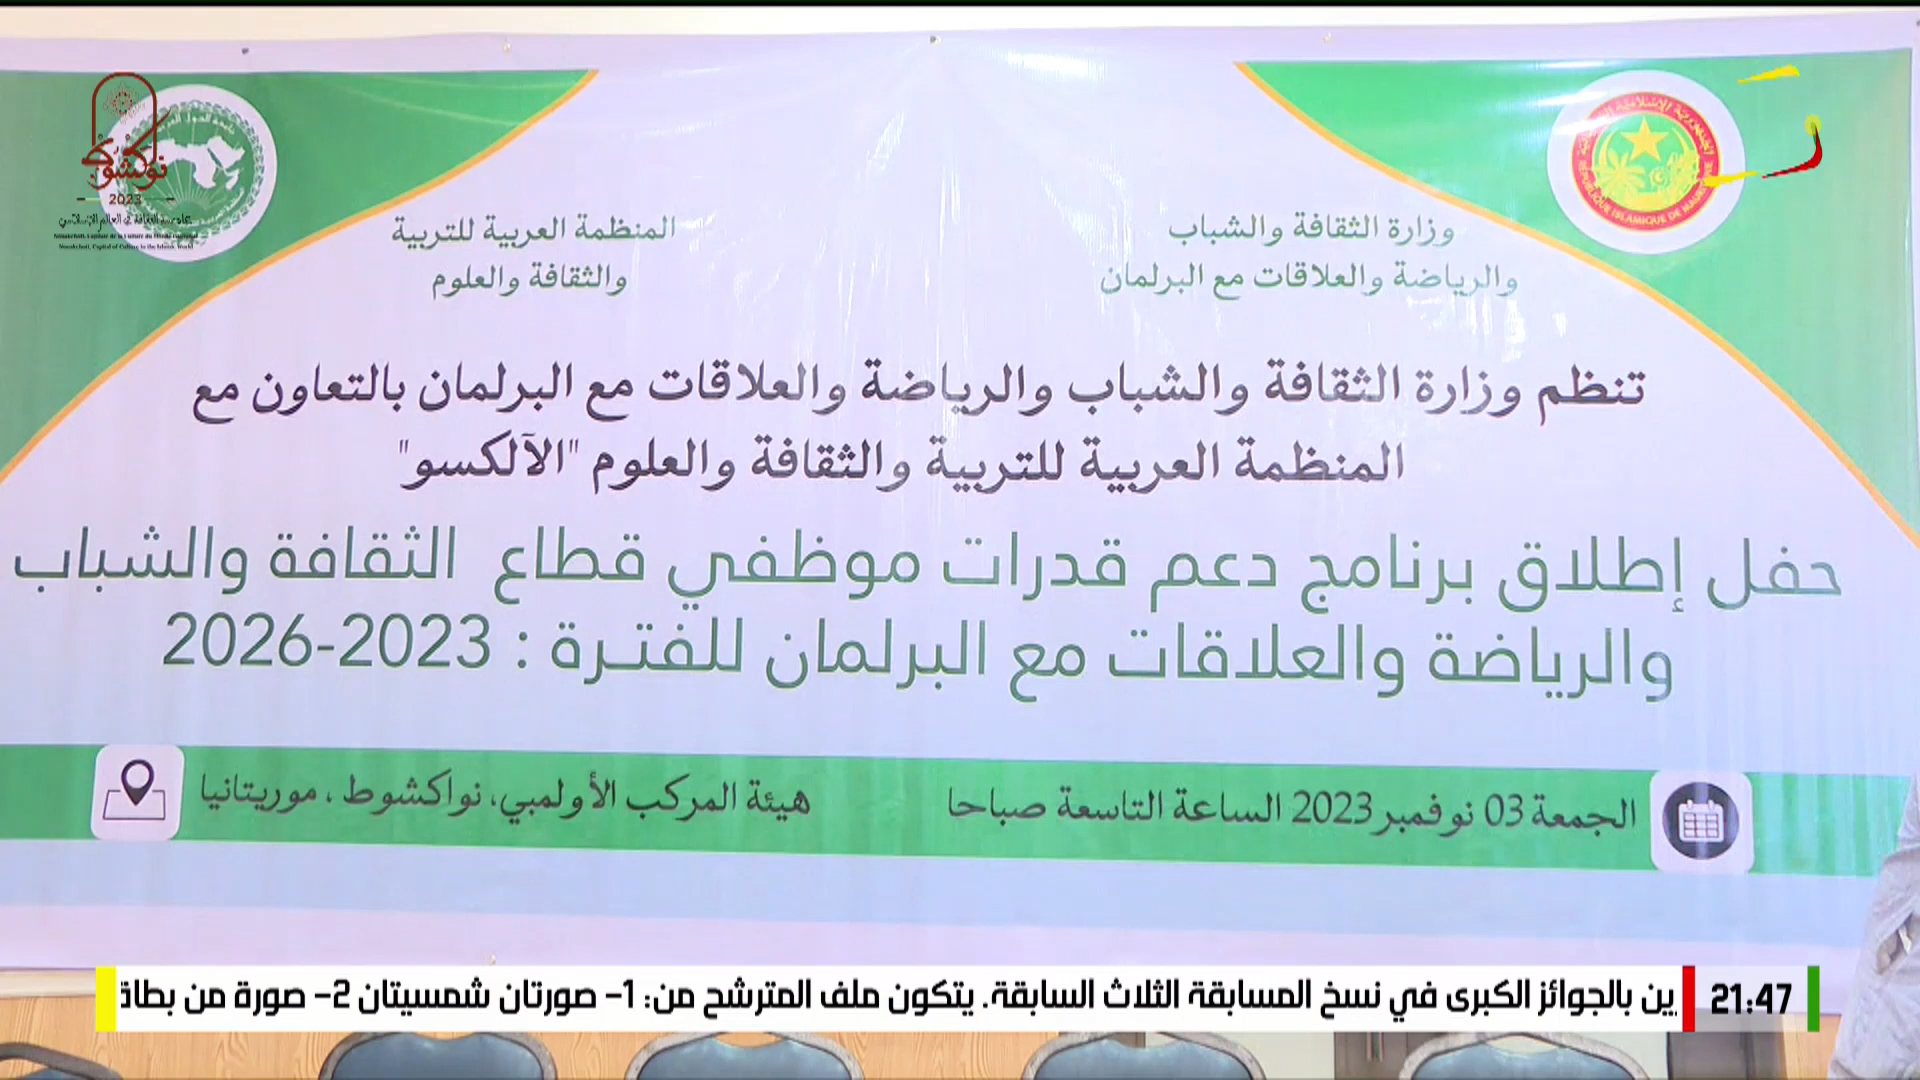 وزارة الثقافة والشباب
والرياضة والعلاقات مع البرلمان
المنظمة العربية للتربية
والثقافة والعلوم
نواكشوط
2023
تنظم وزارة الثقافة والشباب والرياضة والعلاقات مع البرلمان بالتعاون مع
المنظمة العربية للتربية والثقافة والعلوم "الآلكسو"
حفل إطلاق برنامج دعم قدرات موظفي قطاع الثقافة والشباب
والرياضة والعلاقات مع البرلمان للفترة : 2023-2026
الجمعة 03 نوفمبر 2023 الساعة التاسعة صباحا
هيئة المركب الأولمبي، نواكشوط ، موريتانيا
21:47
ين بالجوائز الكبرى في نسخ المسابقة الثلاث السابقة. يتكون ملف المترشح من: 1- صورتان شمسيتان 2- صورة من بطاق